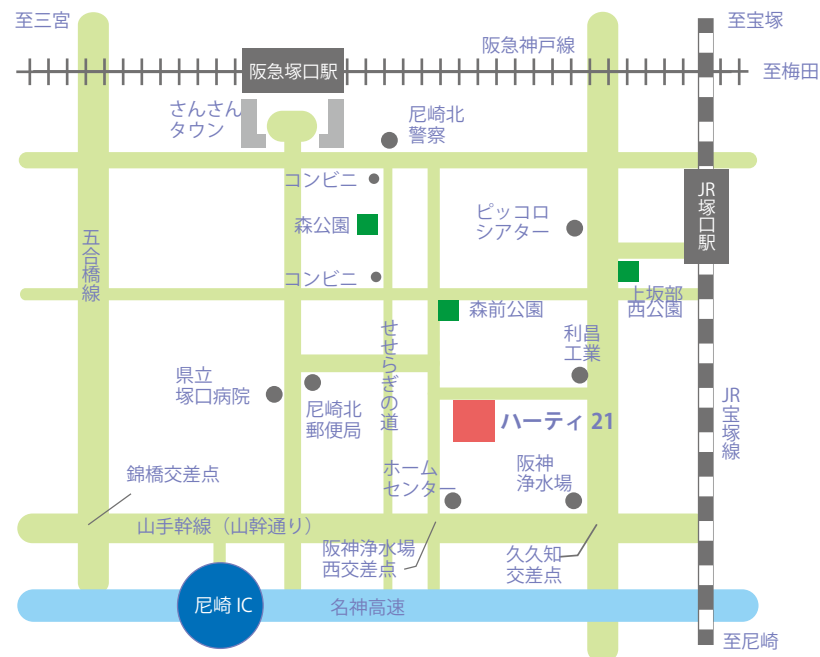 至三宮
至宝塚
阪急神戸線
阪急塚口駅
至梅田
さんさん
タウン
尼崎北
警察
コンビニ
JR塚口駅
ピッコロ
シアター
森公園
五合橋線
コンビニ
上坂部
西公園
森前公園
せせらぎの道
利昌
工業
県立
塚口病院
尼崎北
郵便局
JR宝塚線
ハーティ 21
ホーム
センター
阪神
浄水場
錦橋交差点
山手幹線（山幹通り）
阪神浄水場
西交差点
久久知
交差点
尼崎 IC
名神高速
至尼崎